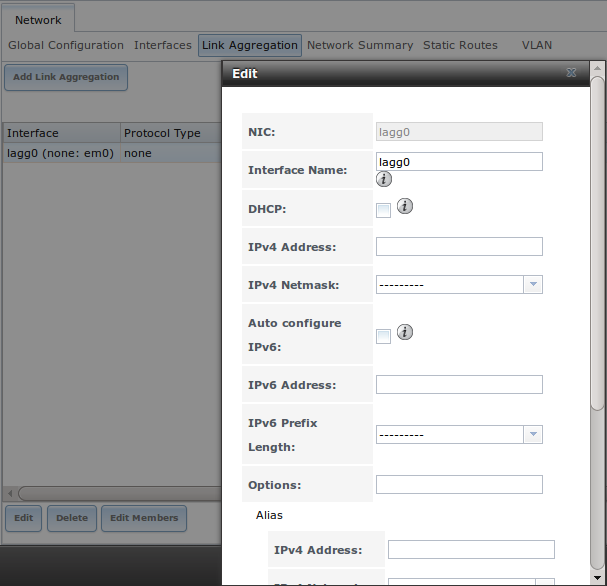 Network
Global Configuration Interfaces Link Aggregation Network Summary Static Routes VLAN
Add Link Aggregation
Interface Protocol Type
lagg0 (none: em0) none
Edit Delete Edit Members
Edit
NIC: lagg0
Interface Name: lagg0
DHCP:
IPv4 Address:
IPv4 Netmask: ---------
Auto configure
IPv6:
IPv6 Address:
IPv6 Prefix
Length: ---------
Options:
Alias
IPv4 Address: